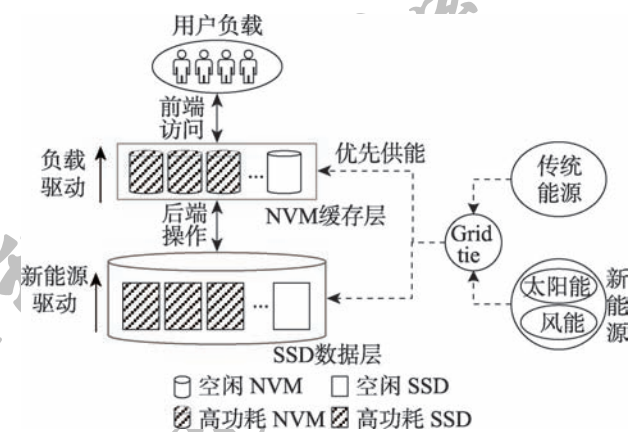 用户负载
前端
访问
负载
驱动
优先供能
传统
能源
NVM缓存层
后端
操作
Grid
tie
新能源
驱动
太阳能
风能
新
能
源
SSD数据层
空闲 NVM 空闲 SSD
高功耗 NVM 高功耗 SSD